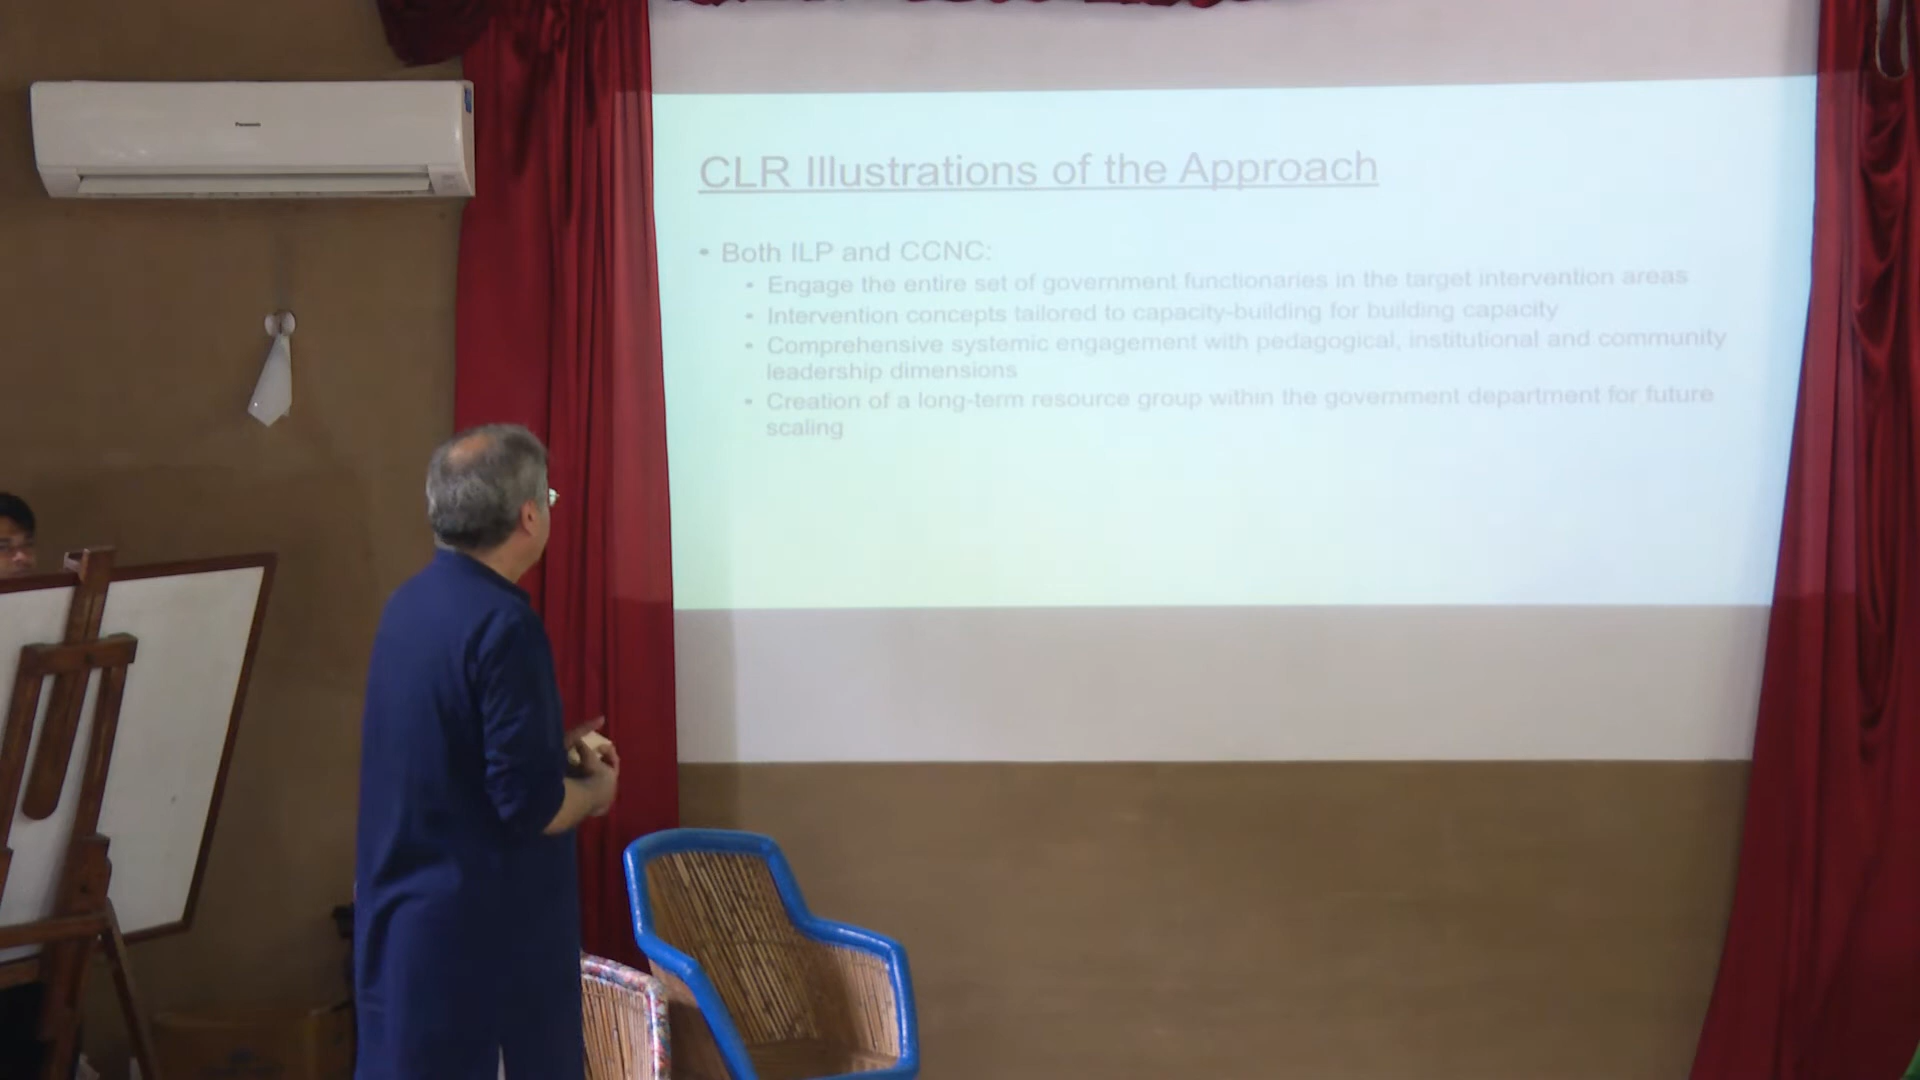 Panasonic
CLR Illustrations of the Approach
• Both ILP and CCNC:
• Engage the entire set of government functionaries in the target intervention areas
• Intervention concepts tailored to capacity-building for building capacity
• Comprehensive systemic engagement with pedagogical, institutional and community
leadership dimensions
• Creation of a long-term resource group within the government department for future
scaling